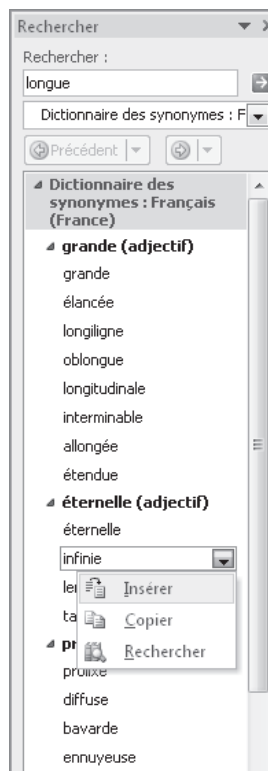 Rechercher
Rechercher :
longue
Dictionnaire des synonymes : F
Précédent
Dictionnaire des
synonymes : Français
(France)
grande (adjectif)
grande
élancée
longiligne
oblongue
longitudinale
interminable
allongée
étendue
éternelle (adjectif)
éternelle
infinie
Insérer
Copier
Rechercher
prolixe
diffuse
bavarde
ennuyeuse